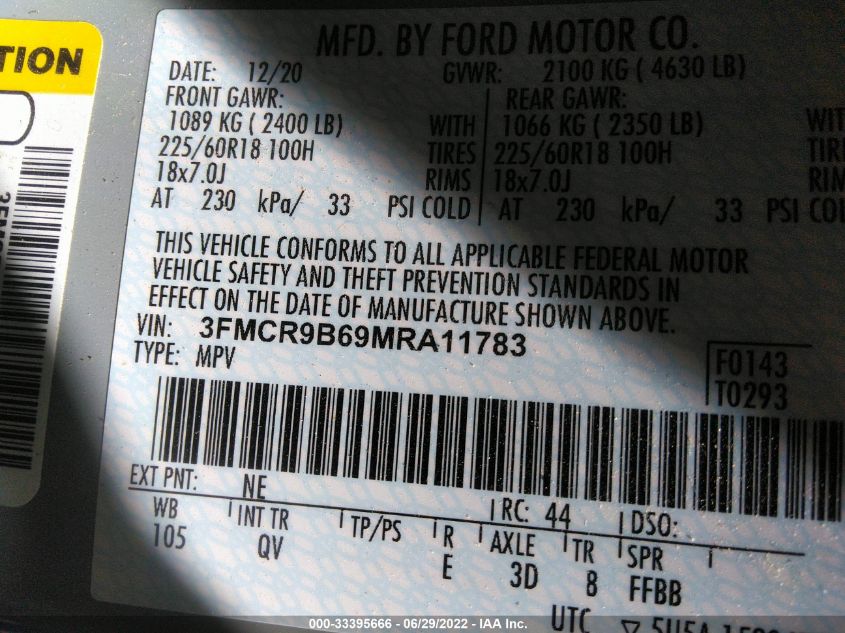 TION
MFD. BY FORD MOTOR CO.
DATE: 12/20 GVWR: 2100 KG ( 4630 LB)
FRONT GAWR: REAR GAWR:
1089 KG ( 2400 LB) WITH 1066 KG ( 2350 LB) WIT
225/60R18 100H TIRES 225/60R18 100H TIR
18x7.0J RIMS 18x7.0J RIM
AT 230 kPa/ 33 PSI COLD AT 230 kPa/ 33 PSI COL
THIS VEHICLE CONFORMS TO ALL APPLICABLE FEDERAL MOTOR
VEHICLE SAFETY AND THEFT PREVENTION STANDARDS IN
EFFECT ON THE DATE OF MANUFACTURE SHOWN ABOVE.
VIN: 3FMCR9B69MRA11783
TYPE: MPV
F0143
T0293
EXT PNT: NE RC: 44 DSO:
WB INT TR TP/PS R AXLE TR SPR
105 QV E 3D 8 FFBB
UTC
000-33395666 | 06/29/2022 | IAA Inc.